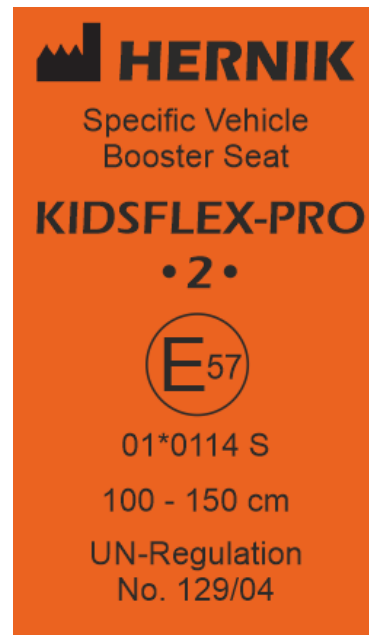 HERNIK
Specific Vehicle
Booster Seat
KIDSFLEX-PRO
•2•
E57
01*0114 S
100 - 150 cm
UN-Regulation
No. 129/04